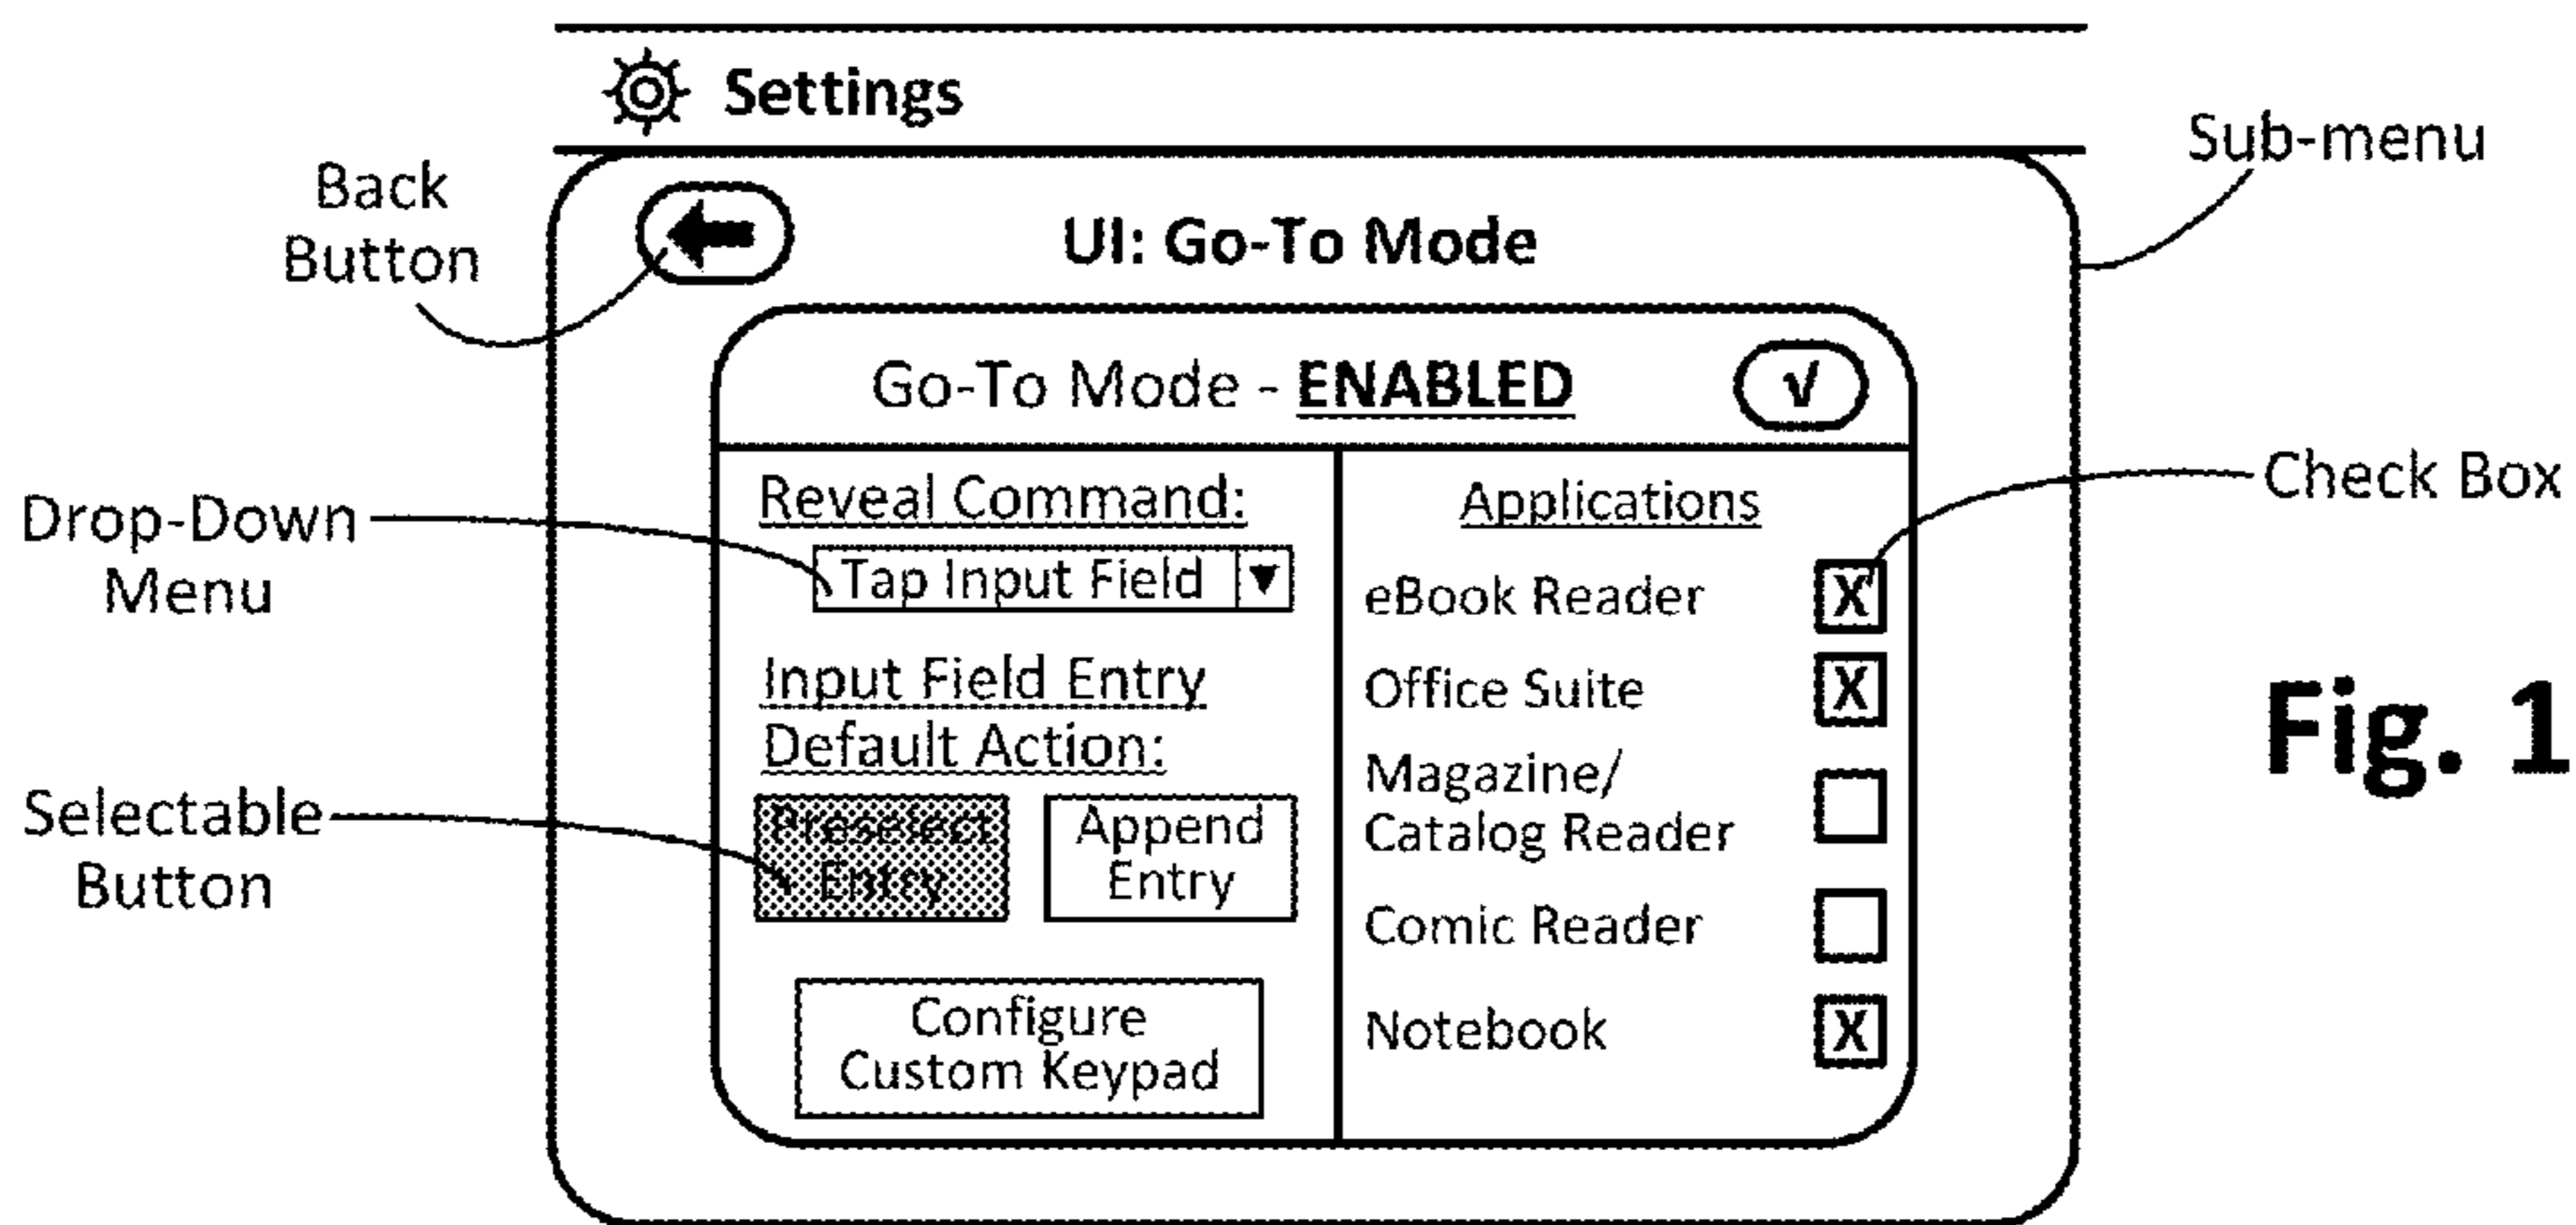 Settings
Back
Button
Sub-menu
UI: Go-To Mode
Go-To Mode - ENABLED
√
Drop-Down
Menu
Reveal Command:
Tap Input Field ▼
Input Field Entry
Default Action:
Selectable
Button
Preselect
Entry
Append
Entry
Configure
Custom Keypad
Applications
Check Box
eBook Reader X
Office Suite X
Magazine/
Catalog Reader
Comic Reader
Notebook X
Fig. 1